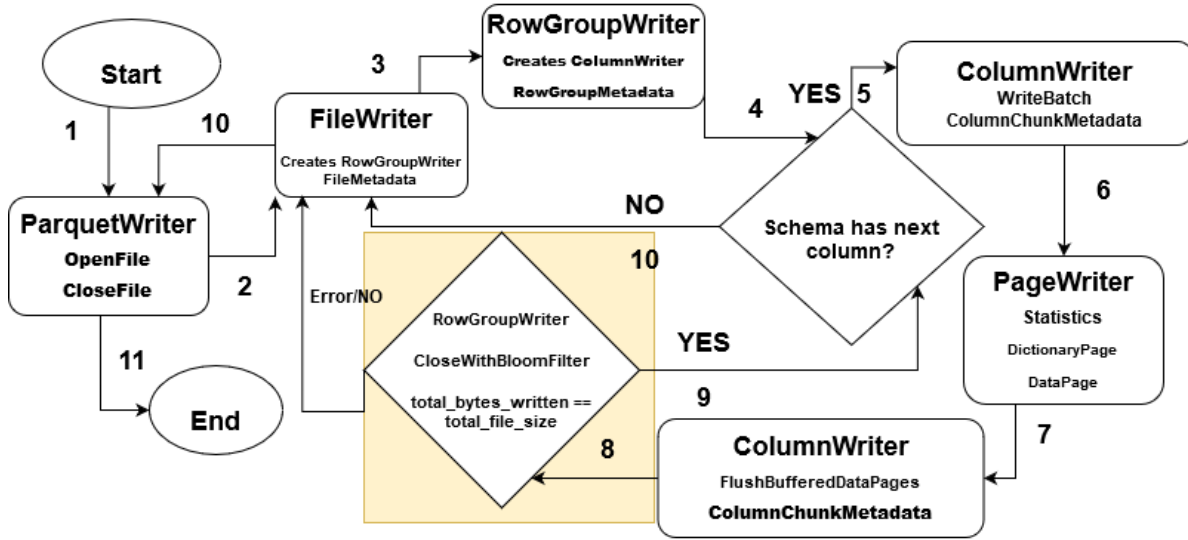 Start
1
ParquetWriter
OpenFile
CloseFile
2
10
FileWriter
Creates RowGroupWriter
FileMetadata
3
RowGroupWriter
Creates ColumnWriter
RowGroupMetadata
4
YES
5
Schema has next
column?
NO
ColumnWriter
WriteBatch
ColumnChunkMetadata
6
PageWriter
Statistics
DictionaryPage
DataPage
7
ColumnWriter
FlushBufferedDataPages
ColumnChunkMetadata
8
10
RowGroupWriter
CloseWithBloomFilter
total_bytes_written ==
total_file_size
YES
9
Error/NO
11
End